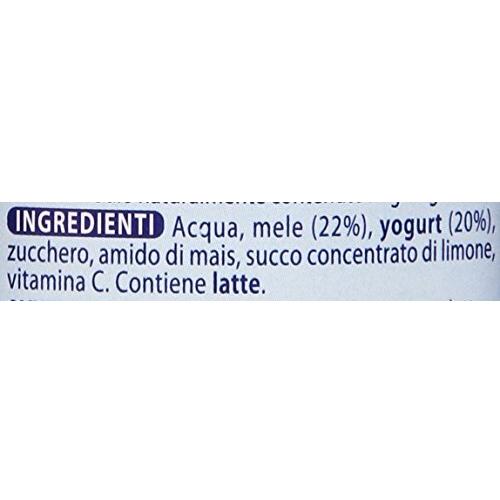 INGREDIENTI Acqua, mele (22%), yogurt (20%),
zucchero, amido di mais, succo concentrato di limone,
vitamina C. Contiene latte.